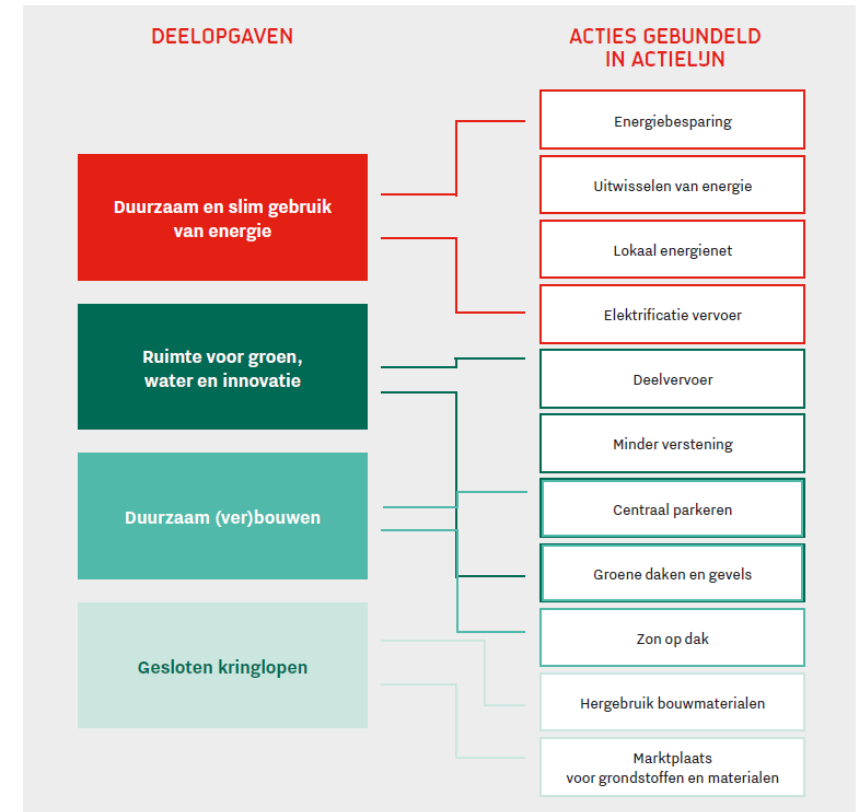 DEELOPGAVEN
Duurzaam en slim gebruik
van energie
Ruimte voor groen,
water en innovatie
Duurzaam (ver)bouwen
Gesloten kringlopen
ACTIES GEBUNDELD
IN ACTIELIJN
Energiebesparing
Uitwisselen van energie
Lokaal energienet
Elektrificatie vervoer
Deelvervoer
Minder verstening
Centraal parkeren
Groene daken en gevels
Zon op dak
Hergebruik bouwmaterialen
Marktplaats
voor grondstoffen en materialen